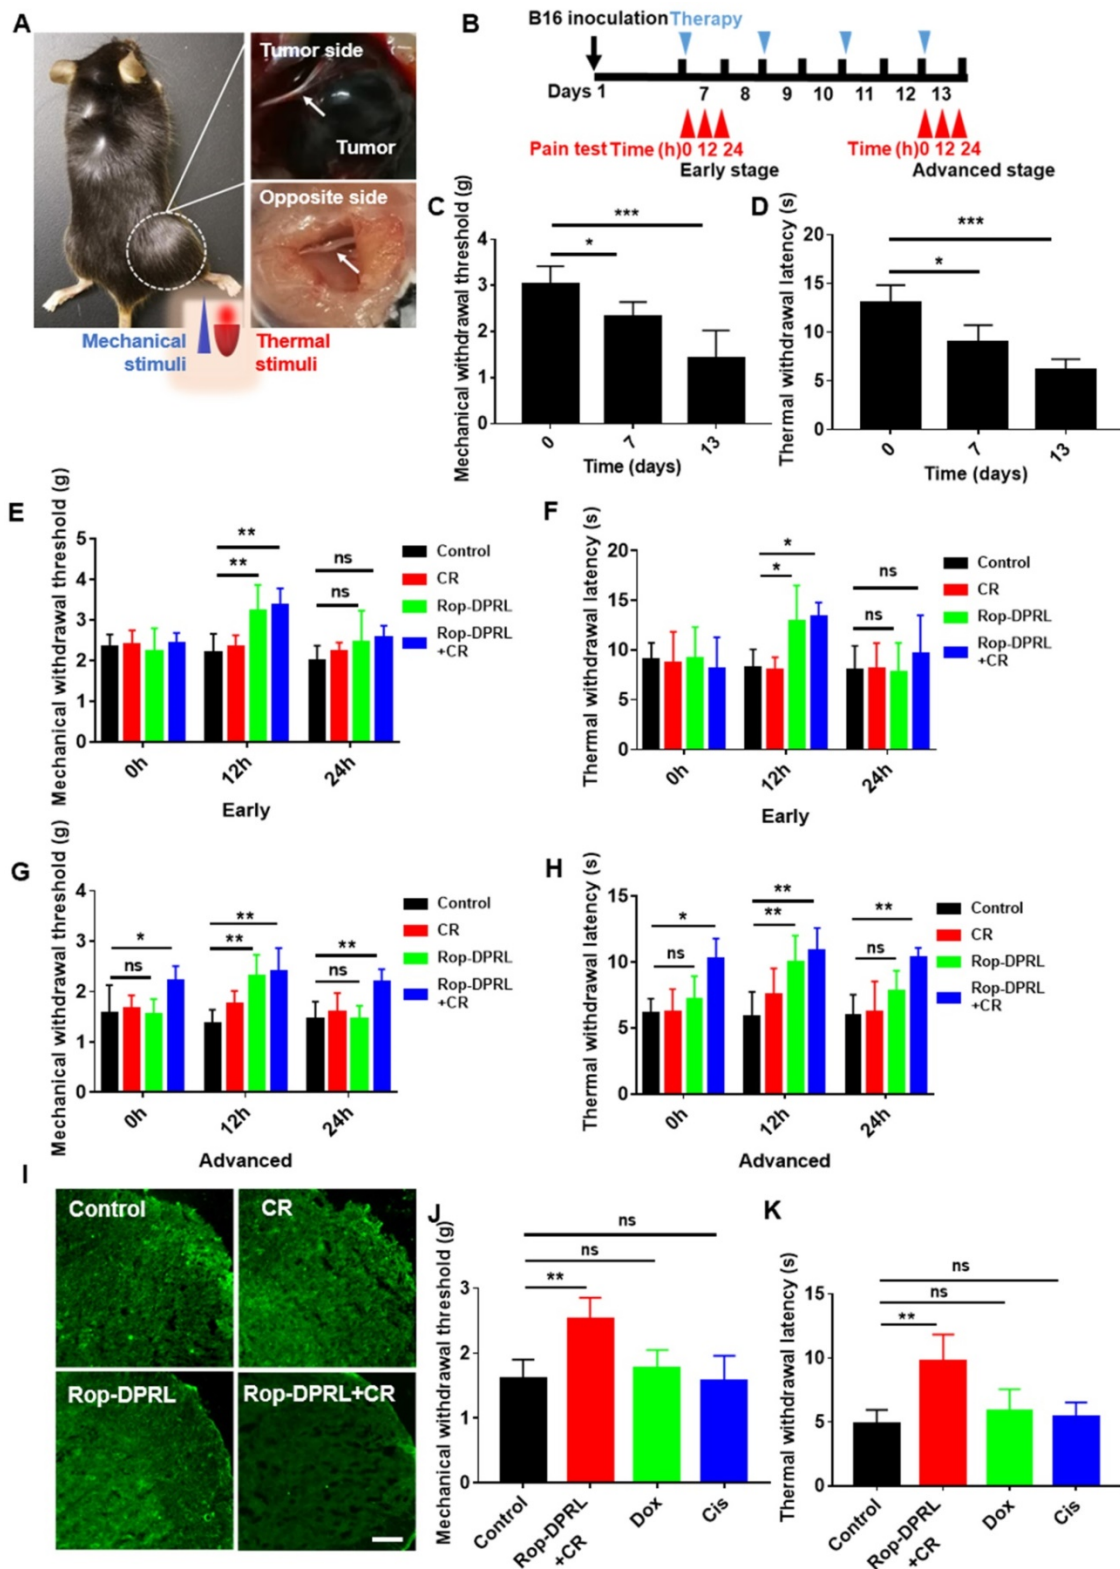 A
Tumor side
Tumor
Opposite side
Mechanical stimuli
Thermal stimuli
B
B16 inoculation Therapy
Days 1 7 8 9 10 11 12 13
Pain test Time (h) 0 12 24 Time (h) 0 12 24
Early stage Advanced stage
C
Mechanical withdrawal threshold (g)
***
*
4
3
2
1
0
0 7 13
Time (days)
D
Thermal withdrawal latency (s)
***
*
20
15
10
5
0
0 7 13
Time (days)
E
Mechanical withdrawal threshold (g)
** ns
** ns
5
4
3
2
1
0
0h 12h 24h
Early
Control
CR
Rop-DPRL
Rop-DPRL
+CR
F
Thermal withdrawal latency (s)
* ns
* ns
20
15
10
5
0
0h 12h 24h
Early
Control
CR
Rop-DPRL
Rop-DPRL
+CR
G
Mechanical withdrawal threshold (g)
* ** **
ns ** ns
4
3
2
1
0
0h 12h 24h
Advanced
Control
CR
Rop-DPRL
Rop-DPRL
+CR
H
Thermal withdrawal latency (s)
* ** **
ns ** ns
15
10
5
0
0h 12h 24h
Advanced
Control
CR
Rop-DPRL
Rop-DPRL
+CR
I
Control
CR
Rop-DPRL
Rop-DPRL+CR
J
Mechanical withdrawal threshold (g)
ns
ns
**
3
2
1
0
Control
Rop-DPRL
+CR
Dox
Cis
K
Thermal withdrawal latency (s)
ns
ns
**
15
10
5
0
Control
Rop-DPRL
+CR
Dox
Cis